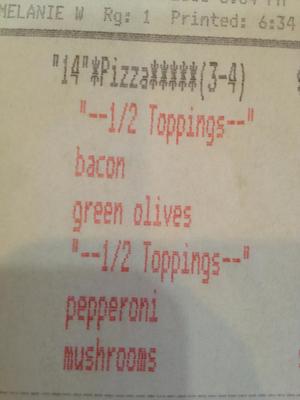 MELANIE W Rg: 1 Printed: 6:34
"14"*Pizza*****(3-4)
"--1/2 Toppings--"
bacon
green olives
"--1/2 Toppings--"
pepperoni
mushrooms